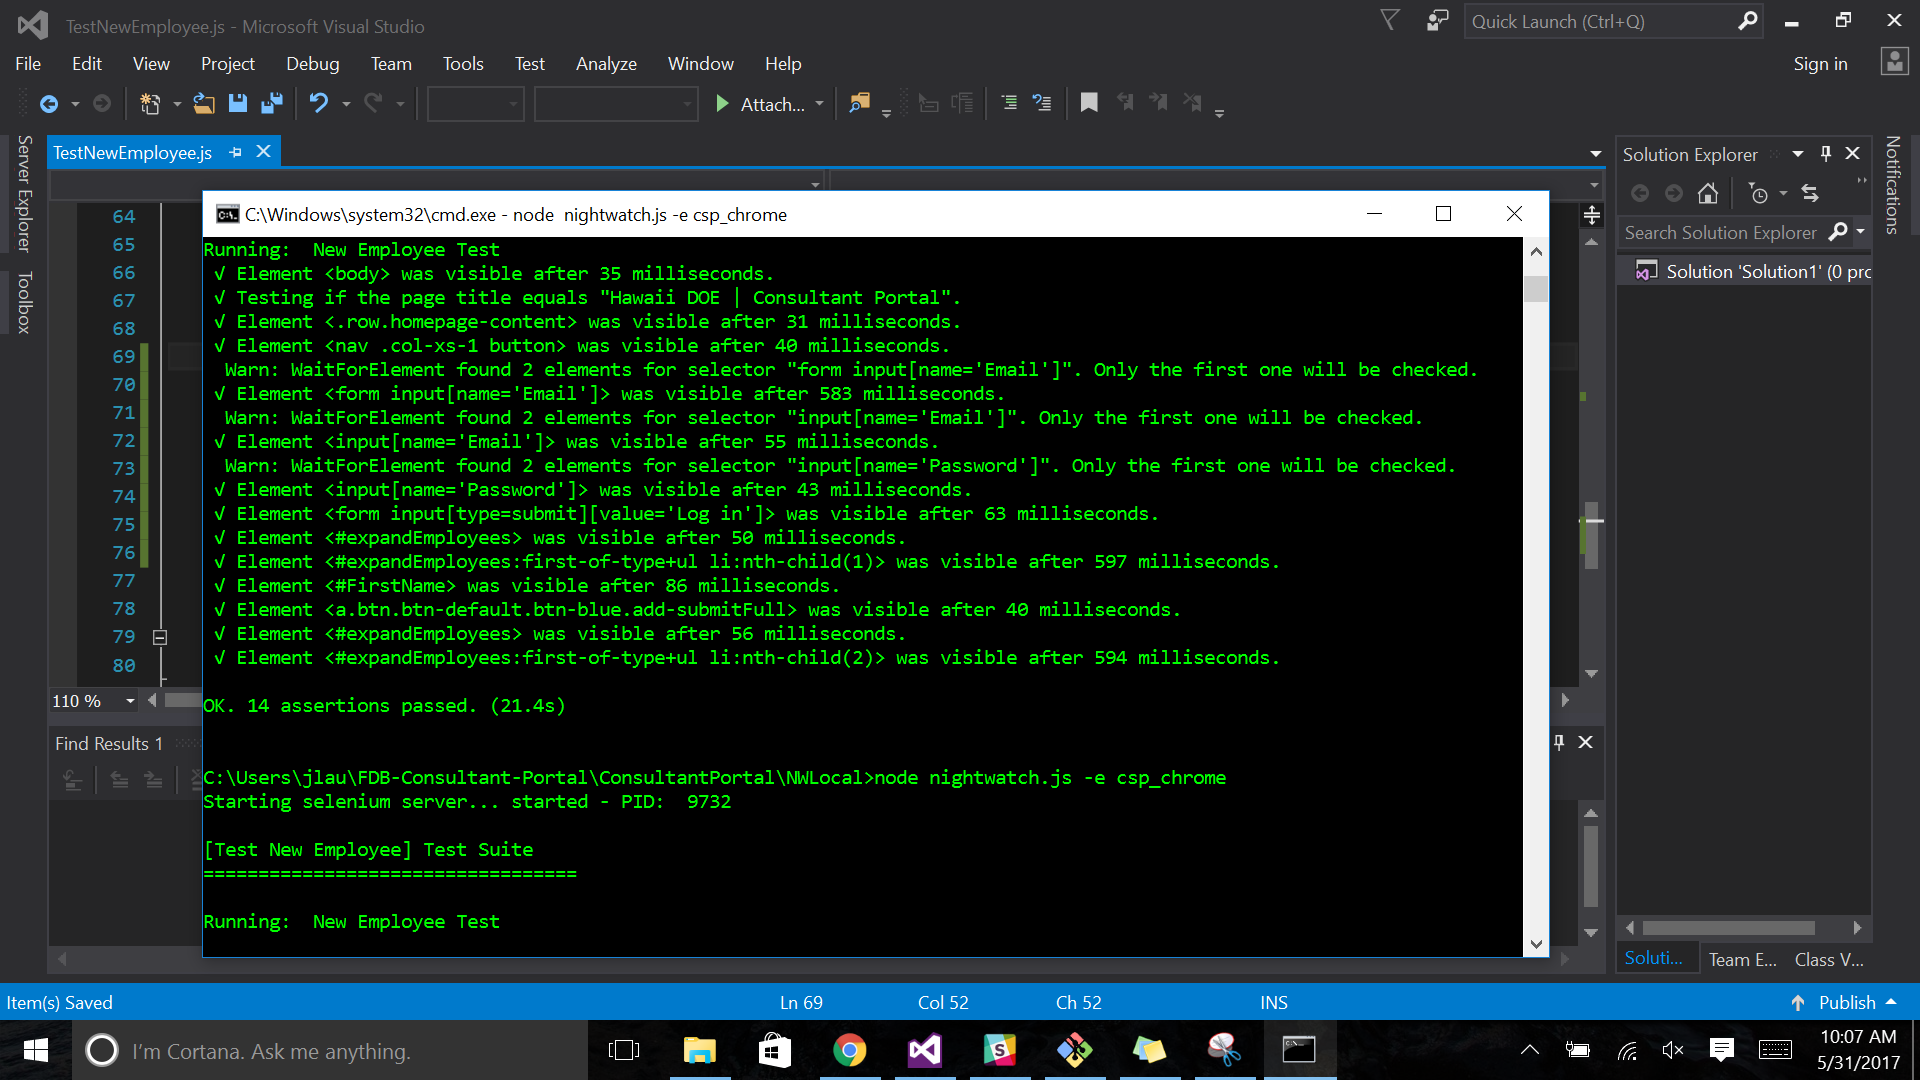 TestNewEmployee.js - Microsoft Visual Studio
Quick Launch (Ctrl+Q)
File Edit View Project Debug Team Tools Test Analyze Window Help
Sign in
Attach...
Server Explorer
Toolbox
TestNewEmployee.js
Solution Explorer
Notifications
Search Solution Explorer
Solution 'Solution1' (0 prc
64
65
66
67
68
69
70
71
72
73
74
75
76
77
78
79
80
110 %
C:\Windows\system32\cmd.exe - node  nightwatch.js -e csp_chrome
Running:  New Employee Test
√ Element <body> was visible after 35 milliseconds.
√ Testing if the page title equals "Hawaii DOE | Consultant Portal".
√ Element <.row.homepage-content> was visible after 31 milliseconds.
√ Element <nav .col-xs-1 button> was visible after 40 milliseconds.
Warn: WaitForElement found 2 elements for selector "form input[name='Email']". Only the first one will be checked.
√ Element <form input[name='Email']> was visible after 583 milliseconds.
Warn: WaitForElement found 2 elements for selector "input[name='Email']". Only the first one will be checked.
√ Element <input[name='Email']> was visible after 55 milliseconds.
Warn: WaitForElement found 2 elements for selector "input[name='Password']". Only the first one will be checked.
√ Element <input[name='Password']> was visible after 43 milliseconds.
√ Element <form input[type=submit][value='Log in']> was visible after 63 milliseconds.
√ Element <#expandEmployees> was visible after 50 milliseconds.
√ Element <#expandEmployees:first-of-type+ul li:nth-child(1)> was visible after 597 milliseconds.
√ Element <#FirstName> was visible after 86 milliseconds.
√ Element <a.btn.btn-default.btn-blue.add-submitFull> was visible after 40 milliseconds.
√ Element <#expandEmployees> was visible after 56 milliseconds.
√ Element <#expandEmployees:first-of-type+ul li:nth-child(2)> was visible after 594 milliseconds.
OK. 14 assertions passed. (21.4s)
C:\Users\jlau\FDB-Consultant-Portal\ConsultantPortal\NWLocal>node nightwatch.js -e csp_chrome
Starting selenium server... started - PID:  9732
[Test New Employee] Test Suite
==================================
Running:  New Employee Test
Find Results 1
Soluti... Team E... Class V...
Item(s) Saved
Ln 69
Col 52
Ch 52
INS
Publish
I'm Cortana. Ask me anything.
10:07 AM
5/31/2017